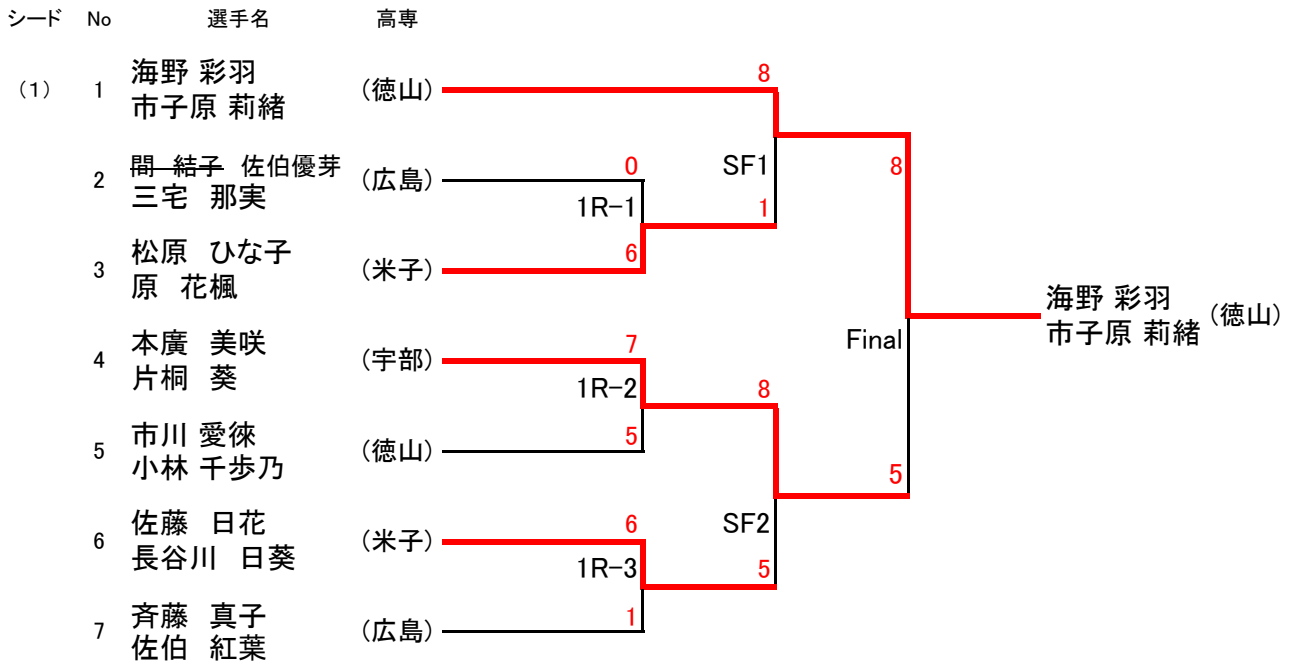 シード No 選手名 高専
(1) 1 海野 彩羽
市子原 莉緒 (徳山) 8
2 間 結子 佐伯優芽
三宅 那実 (広島) 0
1R-1 SF1 8
1
3 松原 ひな子
原 花楓 (米子) 6
海野 彩羽
市子原 莉緒 (徳山)
Final
4 本廣 美咲
片桐 葵 (宇部) 7
1R-2 8
5 市川 愛徠
小林 千歩乃 (徳山) 5
5
6 佐藤 日花
長谷川 日葵 (米子) 6
SF2
1R-3 5
7 斉藤 真子
佐伯 紅葉 (広島) 1